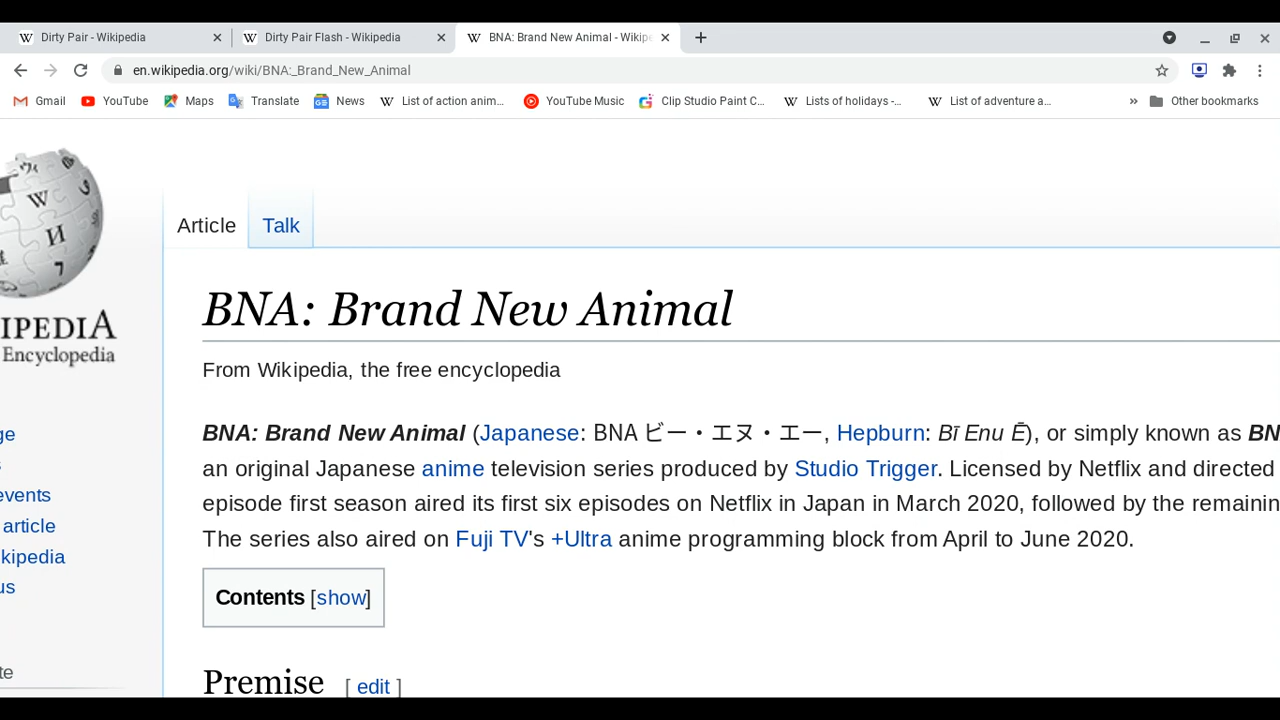 Dirty Pair - Wikipedia
Dirty Pair Flash - Wikipedia
BNA: Brand New Animal - Wikipe
en.wikipedia.org/wiki/BNA:_Brand_New_Animal
Gmail
YouTube
Maps
Translate
News
List of action anim...
YouTube Music
Clip Studio Paint C...
Lists of holidays -...
List of adventure a...
Other bookmarks
IPEDIA
Encyclopedia
Article
Talk
BNA: Brand New Animal
From Wikipedia, the free encyclopedia
BNA: Brand New Animal (Japanese: BNA ビー・エヌ・エー, Hepburn: Bī Enu Ē), or simply known as BN
an original Japanese anime television series produced by Studio Trigger. Licensed by Netflix and directed
episode first season aired its first six episodes on Netflix in Japan in March 2020, followed by the remainin
The series also aired on Fuji TV's +Ultra anime programming block from April to June 2020.
ge
s
events
article
kipedia
us
te
Contents [show]
Premise [ edit ]